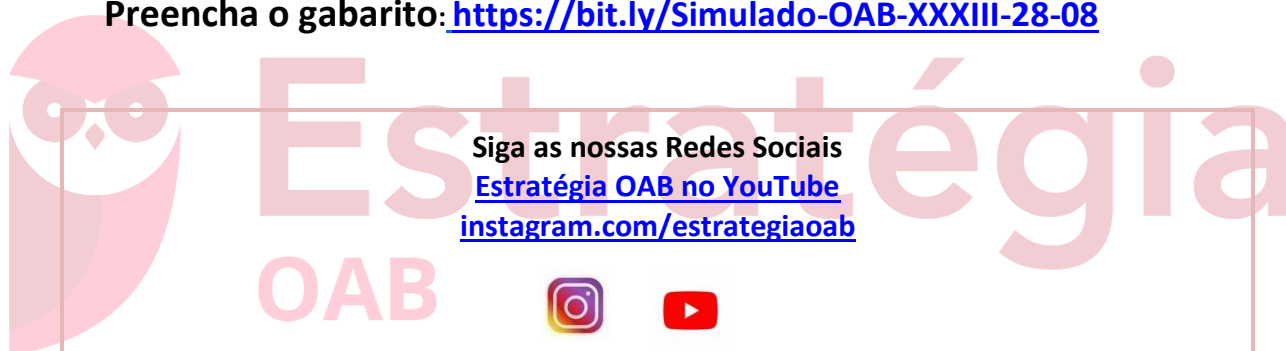 Preencha o gabarito: https://bit.ly/Simulado-OAB-XXXIII-28-08
Estratégia
OAB
Siga as nossas Redes Sociais
Estratégia OAB no YouTube
instagram.com/estrategiaoab